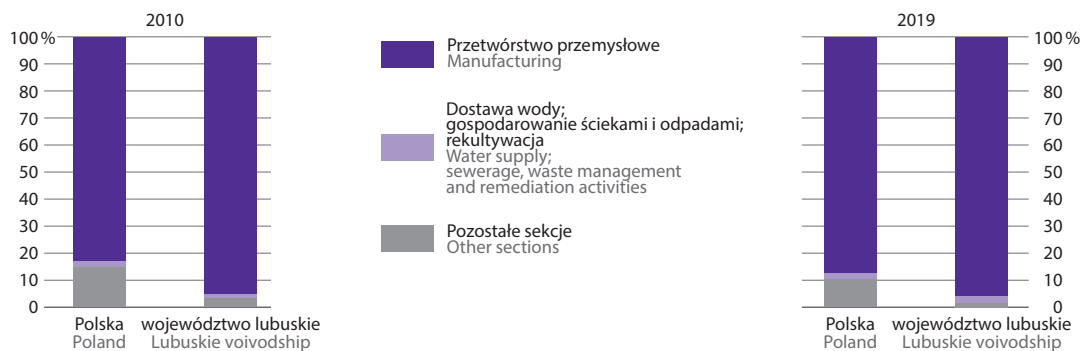 2010
100 %
90
80
70
60
50
40
30
20
10
0
Polska
Poland
województwo lubuskie
Lubuskie voivodship
Przetwórstwo przemysłowe
Manufacturing
Dostawa wody;
gospodarowanie ściekami i odpadami;
rekultywacja
Water supply;
sewerage, waste management
and remediation activities
Pozostałe sekcje
Other sections
2019
100 %
90
80
70
60
50
40
30
20
10
0
Polska
Poland
województwo lubuskie
Lubuskie voivodship